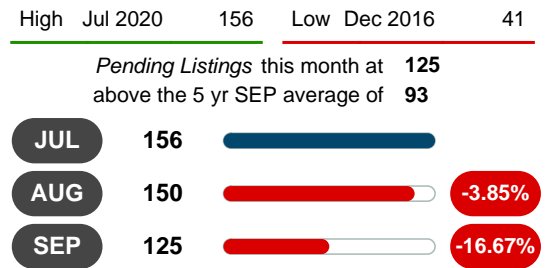 High Jul 2020 156 Low Dec 2016 41
Pending Listings this month at 125
above the 5 yr SEP average of 93
JUL 156
AUG 150 -3.85%
SEP 125 -16.67%